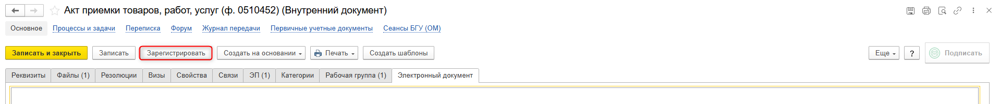 Акт приемки товаров, работ, услуг (ф. 0510452) (Внутренний документ)
Основное Процессы и задачи Переписка Форум Журнал передачи Первичные учетные документы Сеансы БГУ (ОМ)
Записать и закрыть Записать Зарегистрировать Создать на основании Печать Создать шаблоны Еще ? Подписать
Реквизиты Файлы (1) Резолюции Визы Свойства Связи ЭП (1) Категории Рабочая группа (1) Электронный документ